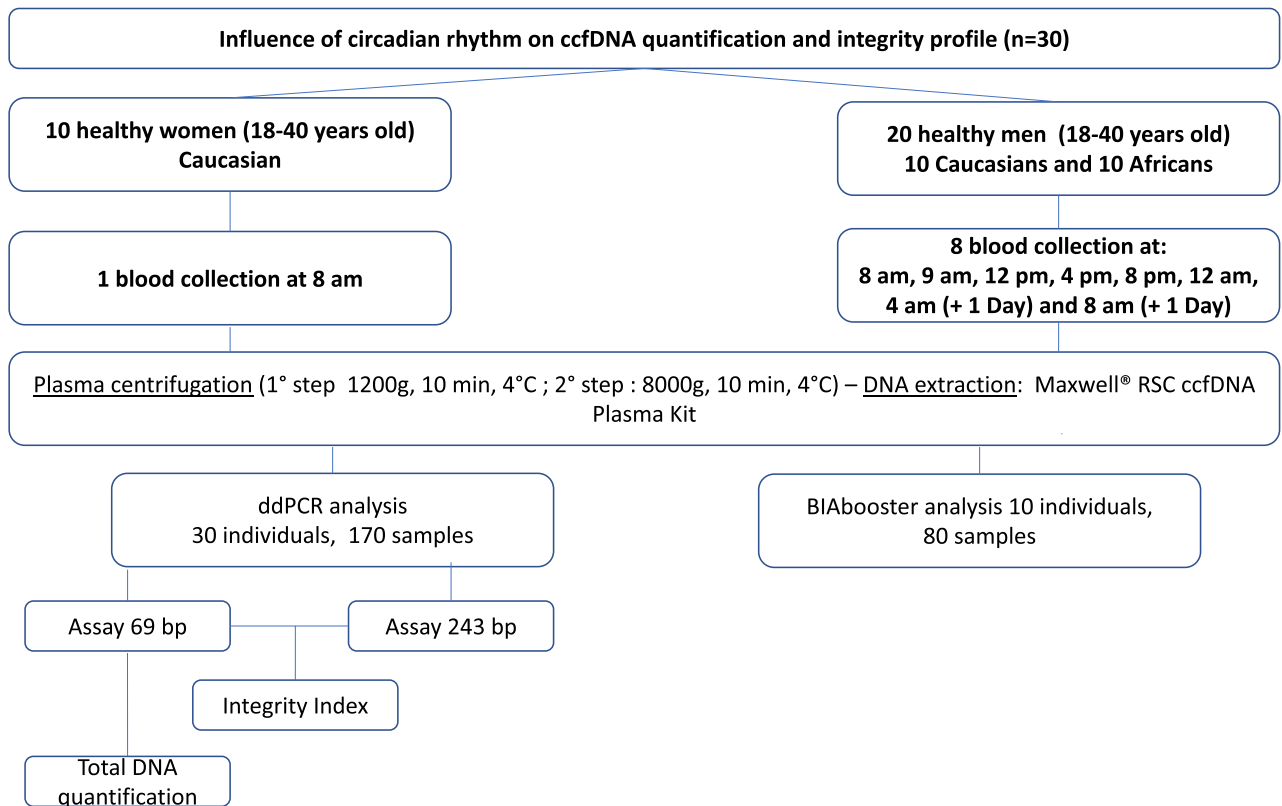 Influence of circadian rhythm on ccfDNA quantification and integrity profile (n=30)
10 healthy women (18-40 years old)
Caucasian
20 healthy men (18-40 years old)
10 Caucasians and 10 Africans
1 blood collection at 8 am
8 blood collection at:
8 am, 9 am, 12 pm, 4 pm, 8 pm, 12 am,
4 am (+ 1 Day) and 8 am (+ 1 Day)
Plasma centrifugation (1° step 1200g, 10 min, 4°C ; 2° step : 8000g, 10 min, 4°C) – DNA extraction: Maxwell® RSC ccfDNA
Plasma Kit
ddPCR analysis
30 individuals, 170 samples
BIAbooster analysis 10 individuals,
80 samples
Assay 69 bp
Assay 243 bp
Integrity Index
Total DNA
quantification